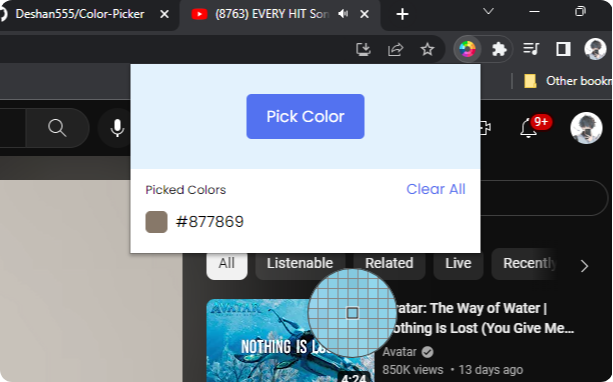 Deshan555/Color-Picker
(8763) EVERY HIT Son
Other bookm
Pick Color
9+
Picked Colors
Clear All
#877869
All
Listenable
Related
Live
Recently
AVATAR
NOTHING IS
4:24
vatar: The Way of Water |
othing Is Lost (You Give Me...
Avatar
850K views • 13 days ago